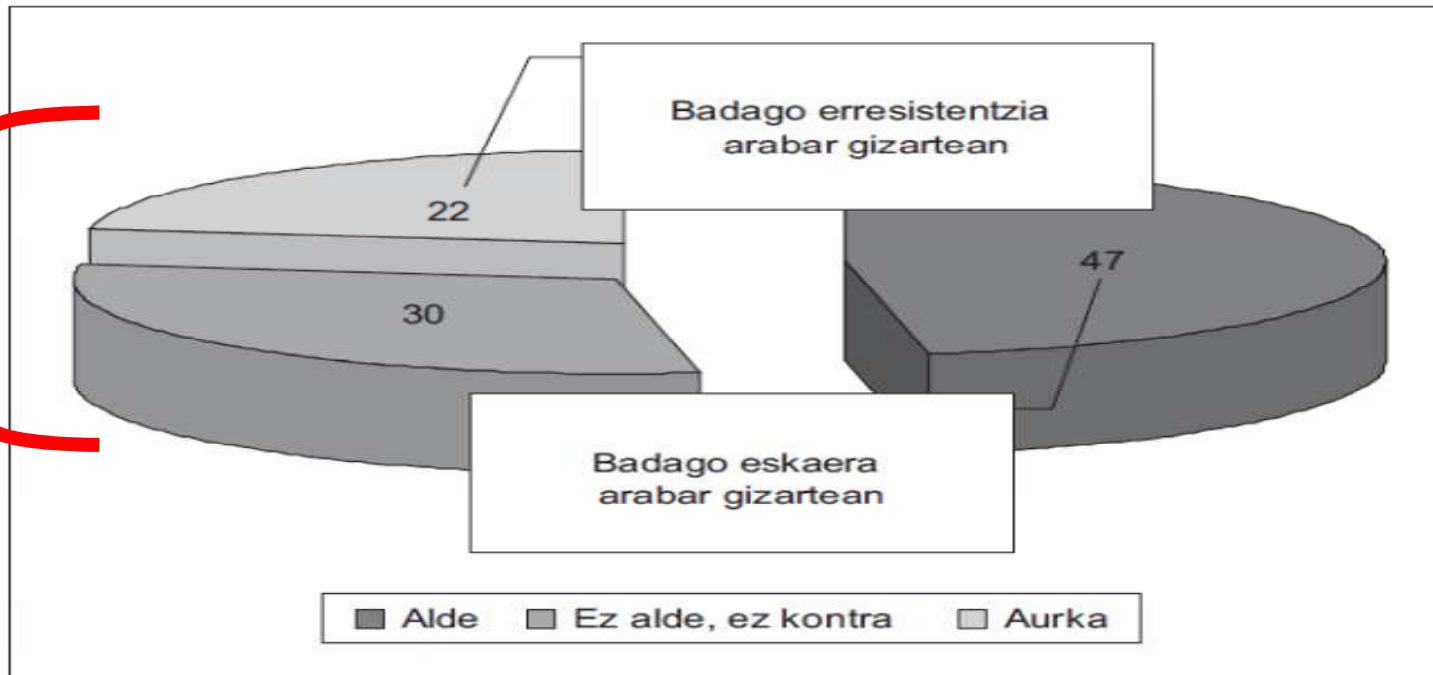 Badago erresistentzia
arabar gizartean
22
47
30
Badago eskaera
arabar gizartean
Alde
Ez alde, ez kontra
Aurka